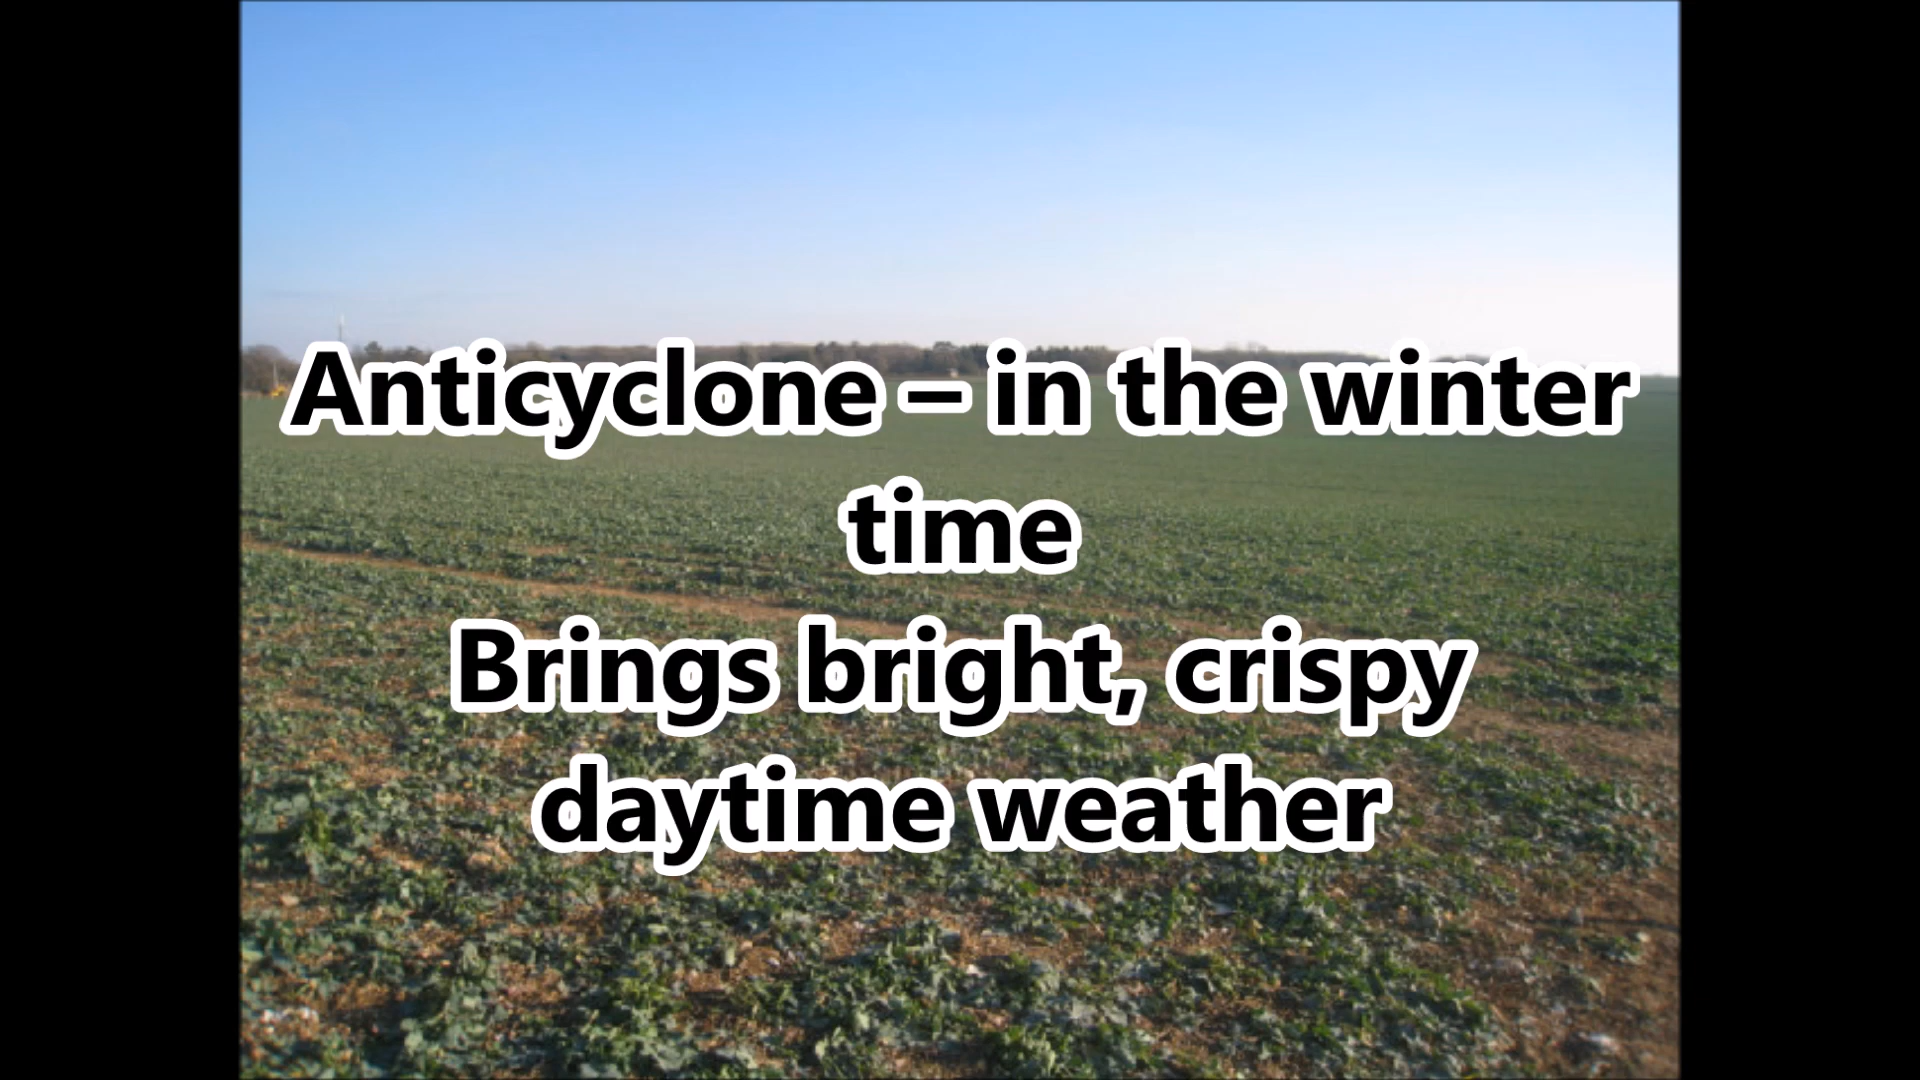 Anticyclone – in the winter
time
Brings bright, crispy
daytime weather